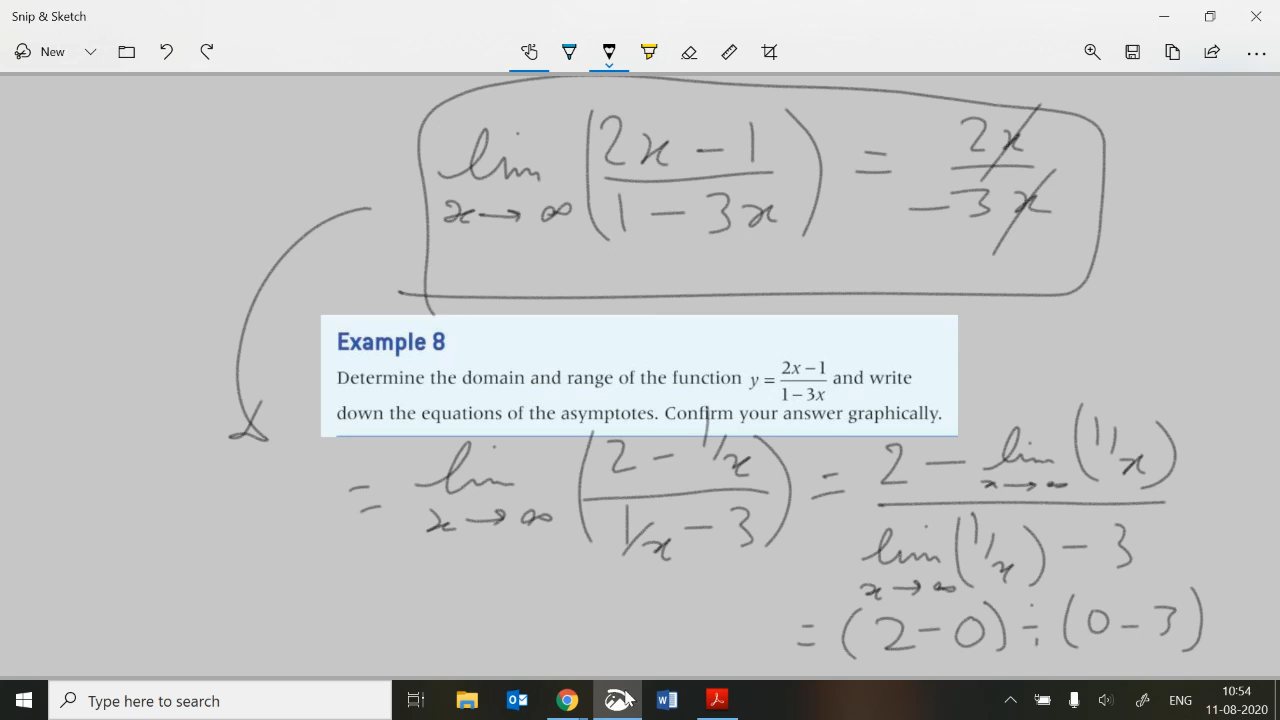 Snip & Sketch
New
lim x→∞ (2x - 1 / 1 - 3x) = 2x / -3x
Example 8
Determine the domain and range of the function y = 2x - 1 / 1 - 3x and write
down the equations of the asymptotes. Confirm your answer graphically.
= lim x→∞ (2 - 1/x / 1/x - 3) = 2 - lim x→∞ (1/x) / lim x→∞ (1/x) - 3
= (2 - 0) ÷ (0 - 3)
Type here to search
ENG
10:54
11-08-2020